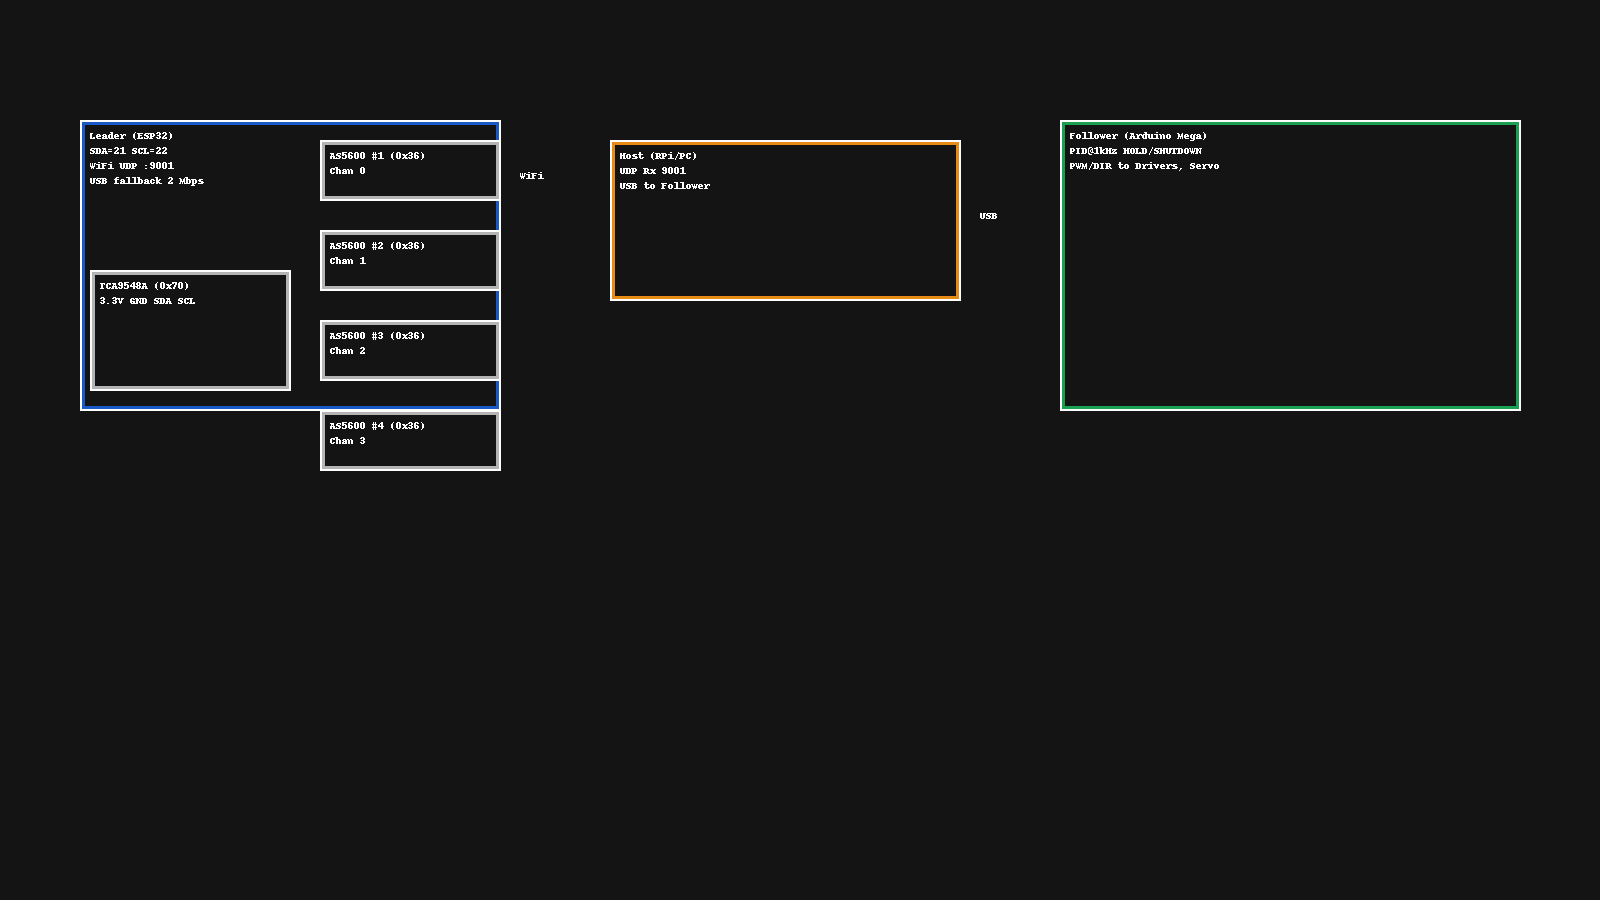 Leader (ESP32)
SDA=21 SCL=22
WiFi UDP :9001
USB fallback 2 Mbps
AS5600 #1 (0x36)
Chan 0
AS5600 #2 (0x36)
Chan 1
TCA9548A (0x70)
3.3V GND SDA SCL
AS5600 #3 (0x36)
Chan 2
AS5600 #4 (0x36)
Chan 3
WiFi
Host (RPi/PC)
UDP Rx 9001
USB to Follower
USB
Follower (Arduino Mega)
PID@1kHz HOLD/SHUTDOWN
PWM/DIR to Drivers, Servo